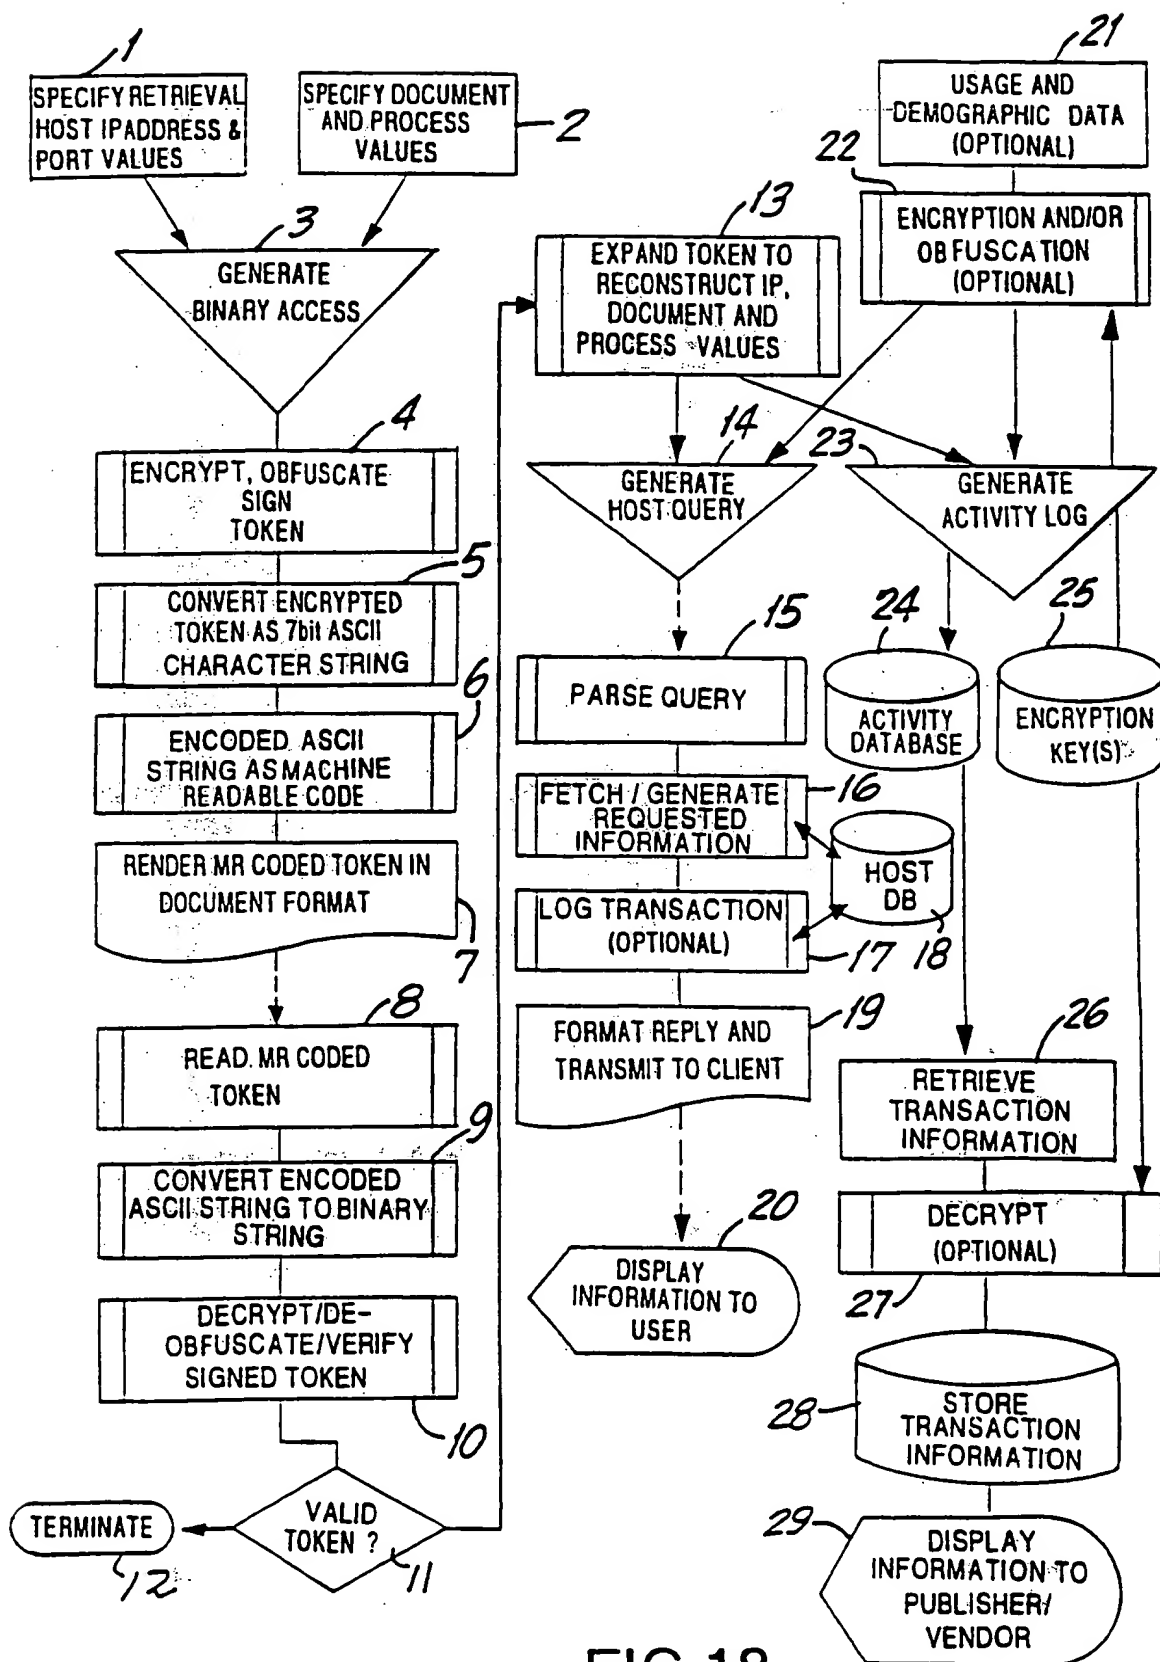 1
SPECIFY RETRIEVAL
HOST IPADDRESS &
PORT VALUES
SPECIFY DOCUMENT
AND PROCESS
VALUES
2
3
GENERATE
BINARY ACCESS
4
ENCRYPT, OBFUSCATE
SIGN
TOKEN
5
CONVERT ENCRYPTED
TOKEN AS 7bit ASCII
CHARACTER STRING
6
ENCODED ASCII
STRING AS MACHINE
READABLE CODE
RENDER MR CODED TOKEN IN
DOCUMENT FORMAT
7
8
READ MR CODED
TOKEN
9
CONVERT ENCODED
ASCII STRING TO BINARY
STRING
DECRYPT/DE-
OBFUSCATE/VERIFY
SIGNED TOKEN
10
VALID
TOKEN ?
11
TERMINATE
12
13
EXPAND TOKEN TO
RECONSTRUCT IP,
DOCUMENT AND
PROCESS VALUES
14
GENERATE
HOST QUERY
15
PARSE QUERY
FETCH / GENERATE
REQUESTED
INFORMATION
16
LOG TRANSACTION
(OPTIONAL)
17
HOST
DB
18
FORMAT REPLY AND
TRANSMIT TO CLIENT
19
20
DISPLAY
INFORMATION TO
USER
21
USAGE AND
DEMOGRAPHIC DATA
(OPTIONAL)
22
ENCRYPTION AND/OR
OBFUSCATION
(OPTIONAL)
23
GENERATE
ACTIVITY LOG
24
ACTIVITY
DATABASE
25
ENCRYPTION
KEY(S)
26
RETRIEVE
TRANSACTION
INFORMATION
DECRYPT
(OPTIONAL)
27
28
STORE
TRANSACTION
INFORMATION
29
DISPLAY
INFORMATION TO
PUBLISHER/
VENDOR
FIG.18